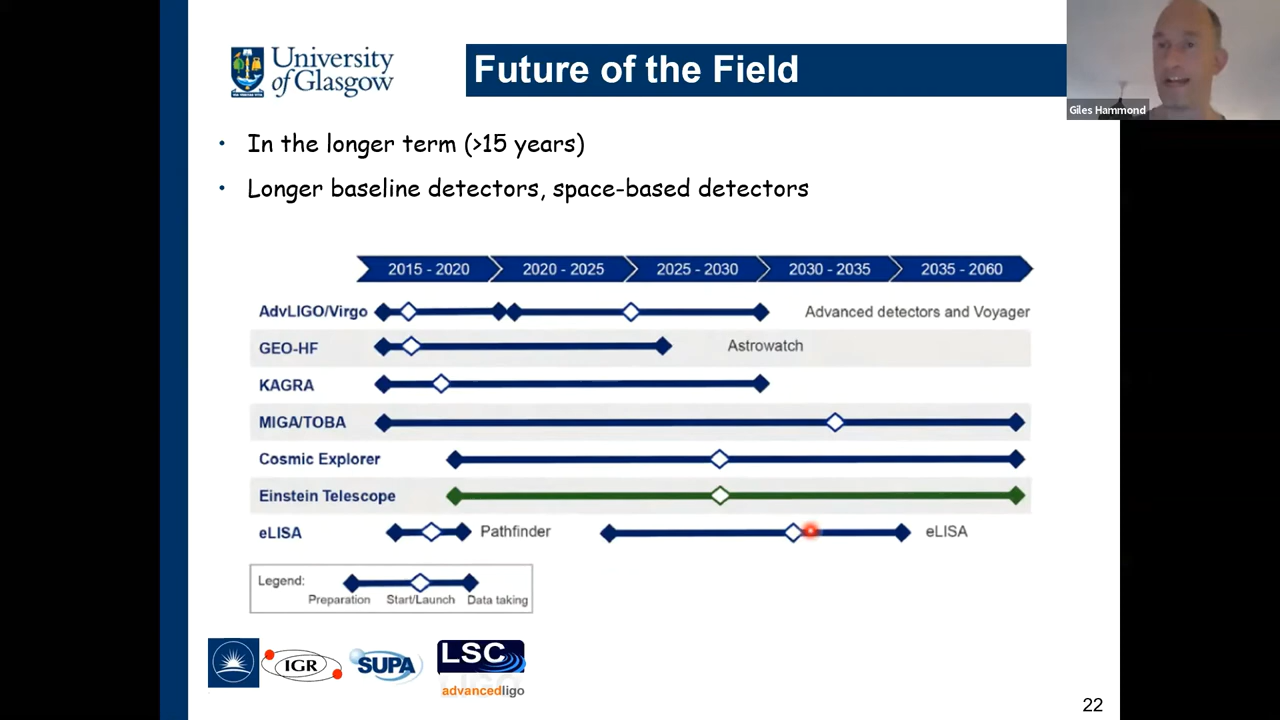 University
of Glasgow
Future of the Field
Giles Hammond
• In the longer term (>15 years)
• Longer baseline detectors, space-based detectors
2015 - 2020 2020 - 2025 2025 - 2030 2030 - 2035 2035 - 2060
AdvLIGO/Virgo Advanced detectors and Voyager
GEO-HF Astrowatch
KAGRA
MIGA/TOBA
Cosmic Explorer
Einstein Telescope
eLISA Pathfinder eLISA
Legend:
Preparation Start/Launch Data taking
IGR SUPA LSC
advancedligo
22